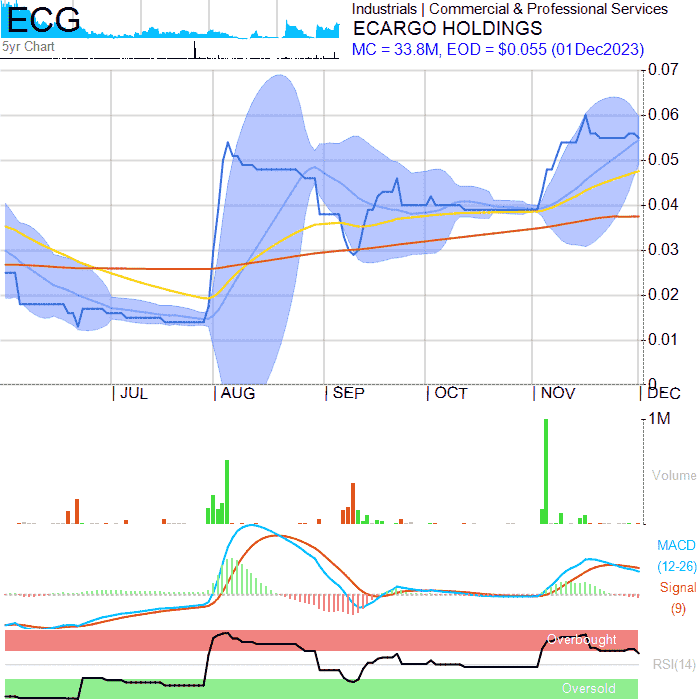 ECG
5yr Chart
Industrials | Commercial & Professional Services
ECARGO HOLDINGS
MC = 33.8M, EOD = $0.055 (01Dec2023)
0.07
0.06
0.05
0.04
0.03
0.02
0.01
0
JUL AUG SEP OCT NOV DEC
1M
Volume
MACD
(12-26)
Signal
(9)
Overbought
RSI(14)
Oversold